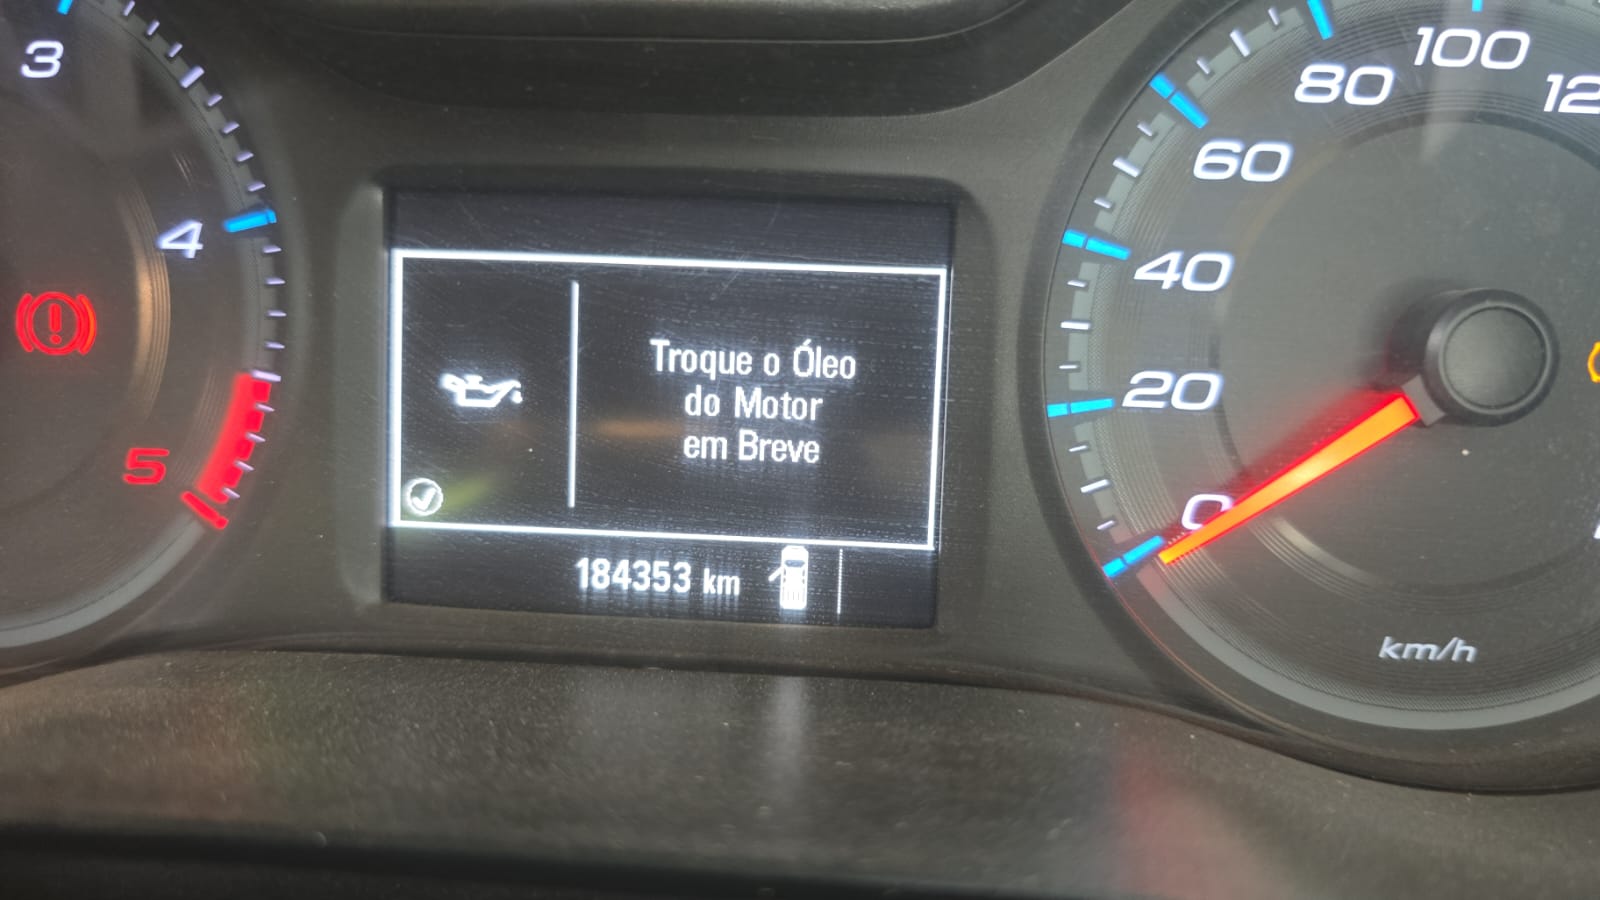 3
4
5
Troque o Óleo
do Motor
em Breve
184353 km
0
20
40
60
80
100
km/h